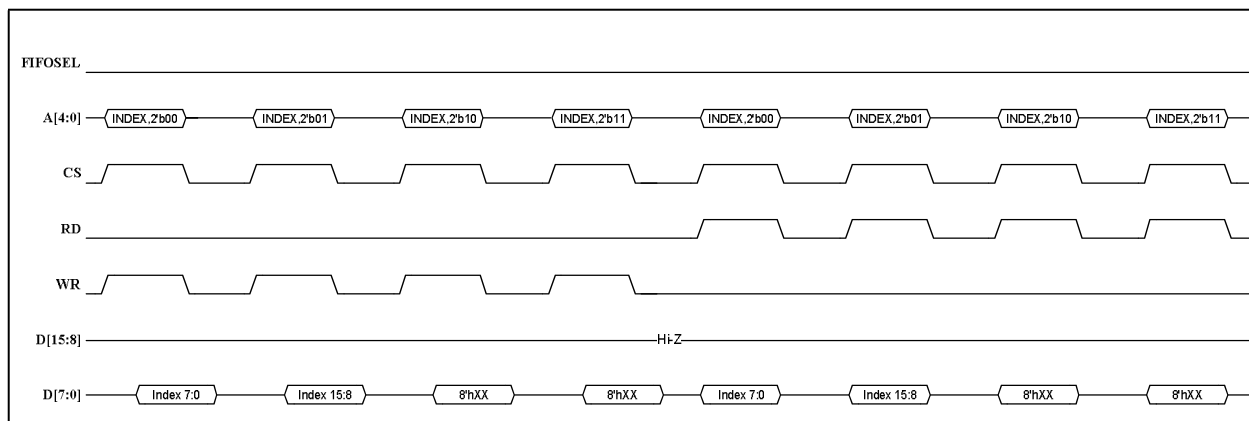 FIFOSEL
A[4:0] INDEX,2'b00 INDEX,2'b01 INDEX,2'b10 INDEX,2'b11 INDEX,2'b00 INDEX,2'b01 INDEX,2'b10 INDEX,2'b11
CS
RD
WR
D[15:8] Hi-Z
D[7:0] Index 7:0 Index 15:8 8'hXX 8'hXX Index 7:0 Index 15:8 8'hXX 8'hXX